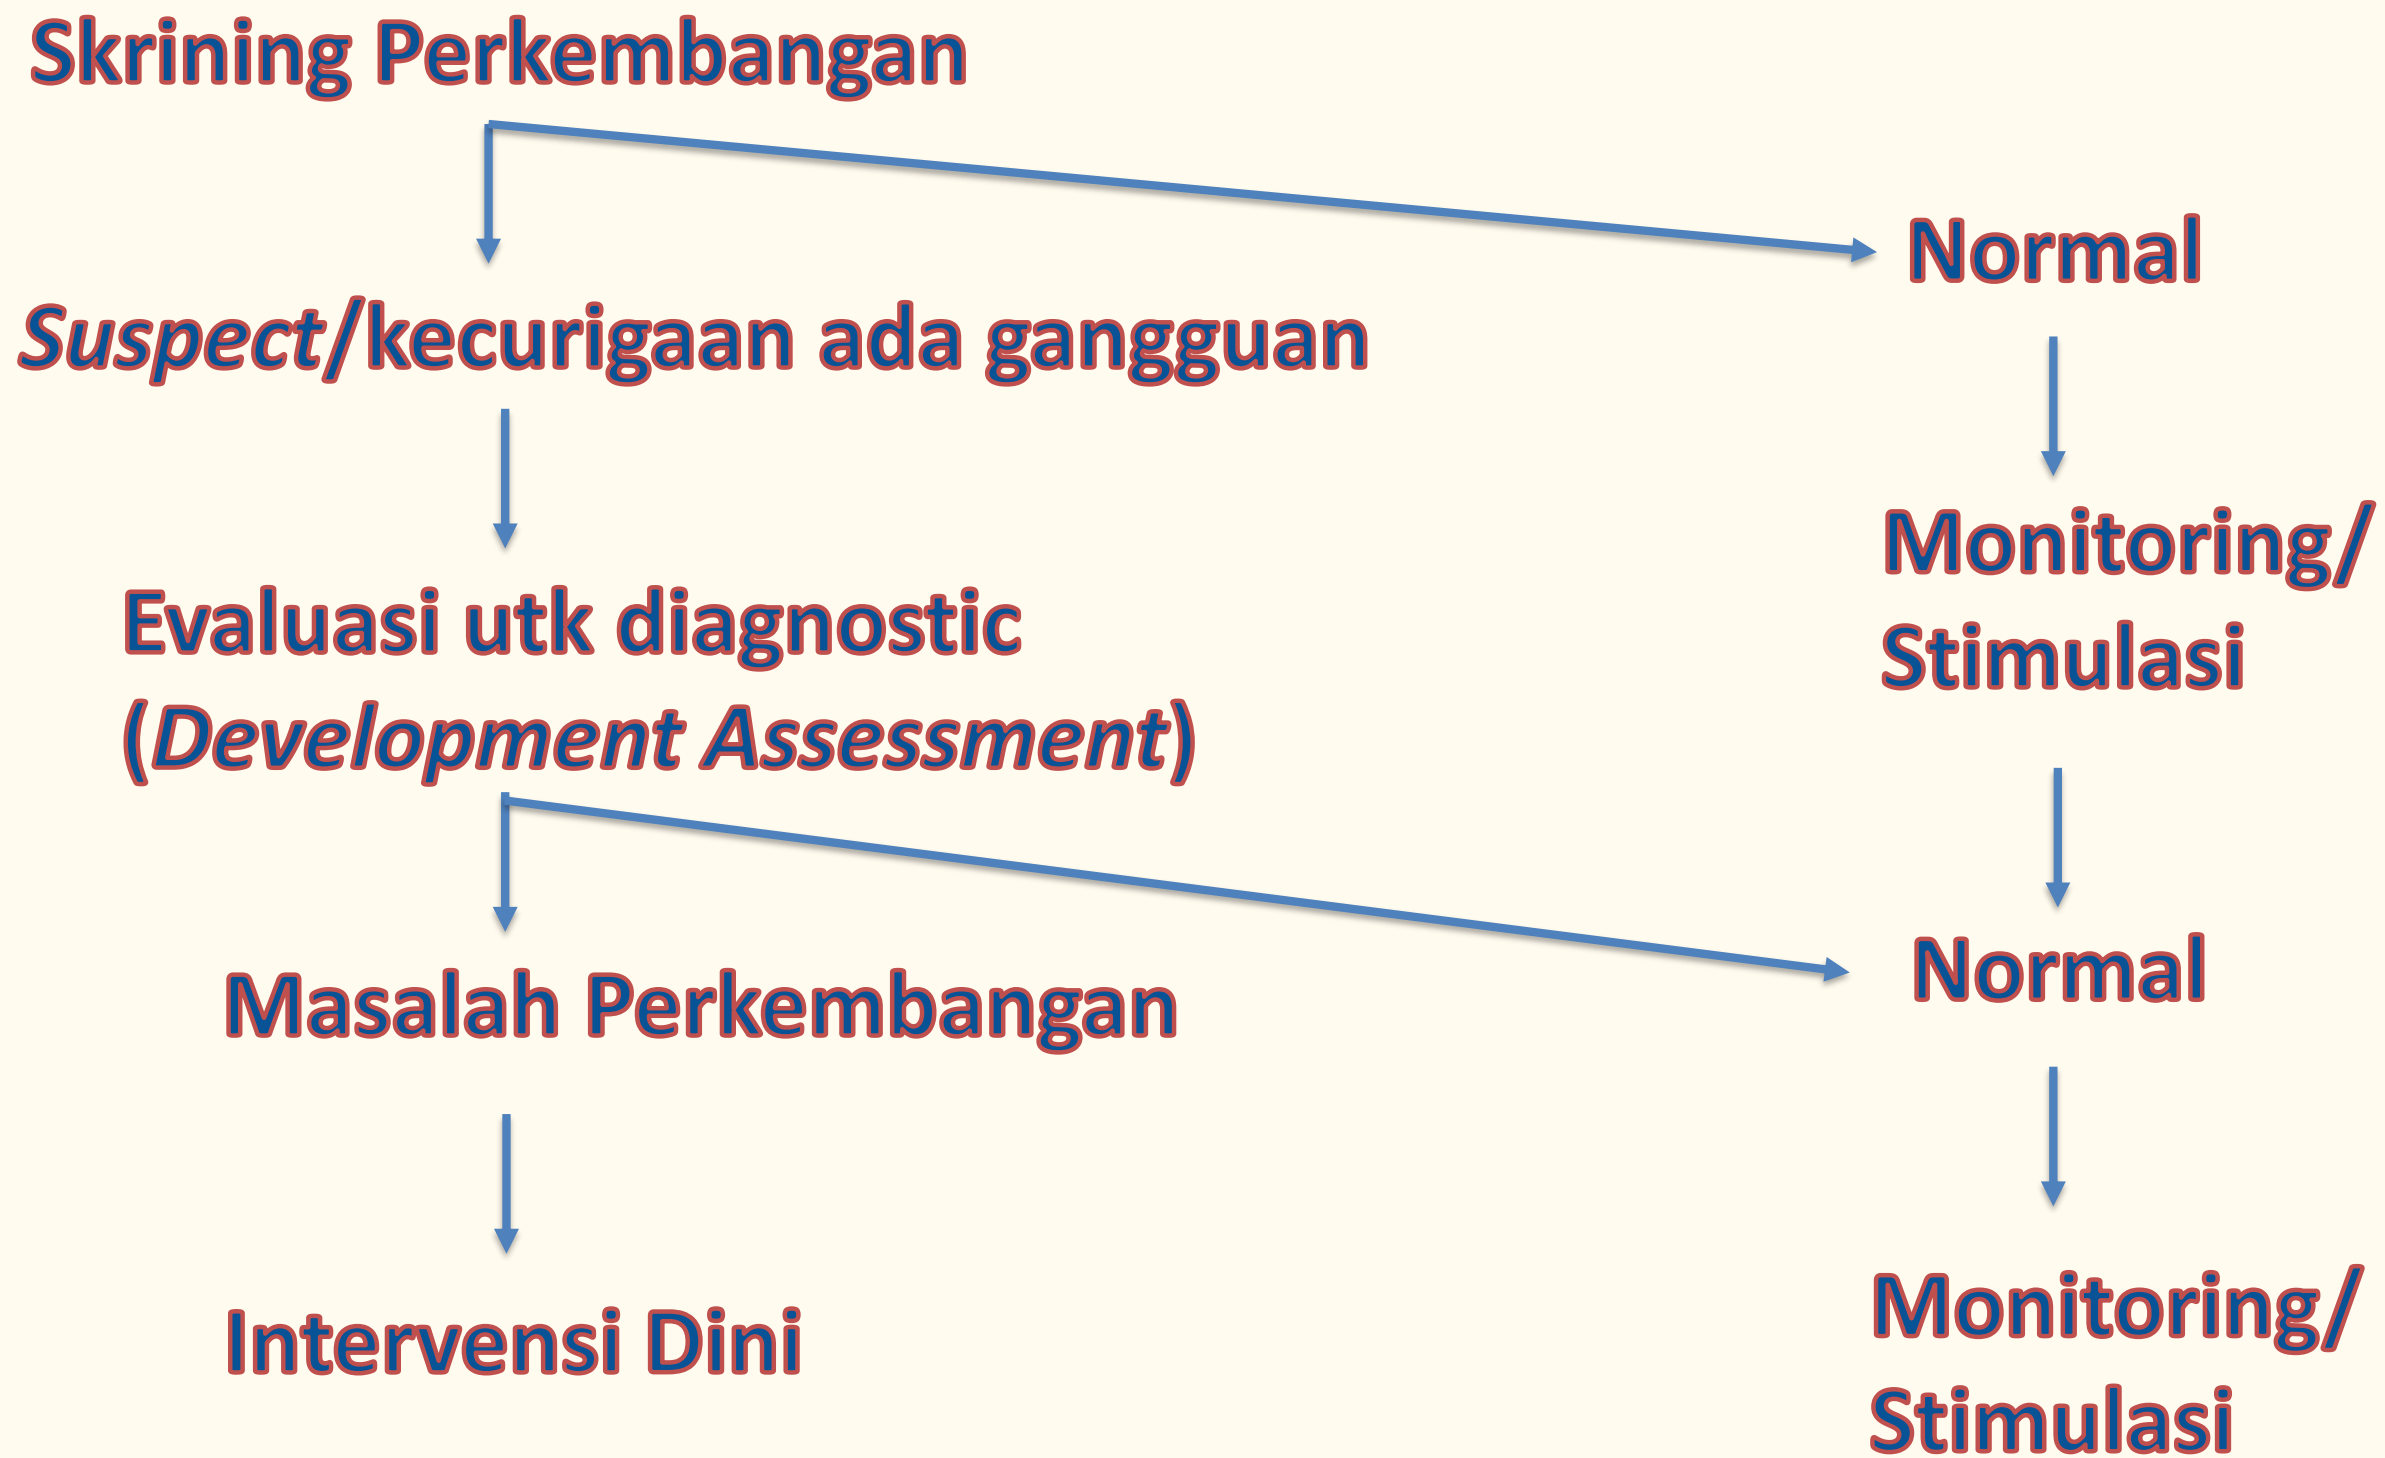 Skrining Perkembangan
Normal
Suspect/kecurigaan ada gangguan
Monitoring/
Stimulasi
Evaluasi utk diagnostic
(Development Assessment)
Normal
Masalah Perkembangan
Monitoring/
Stimulasi
Intervensi Dini